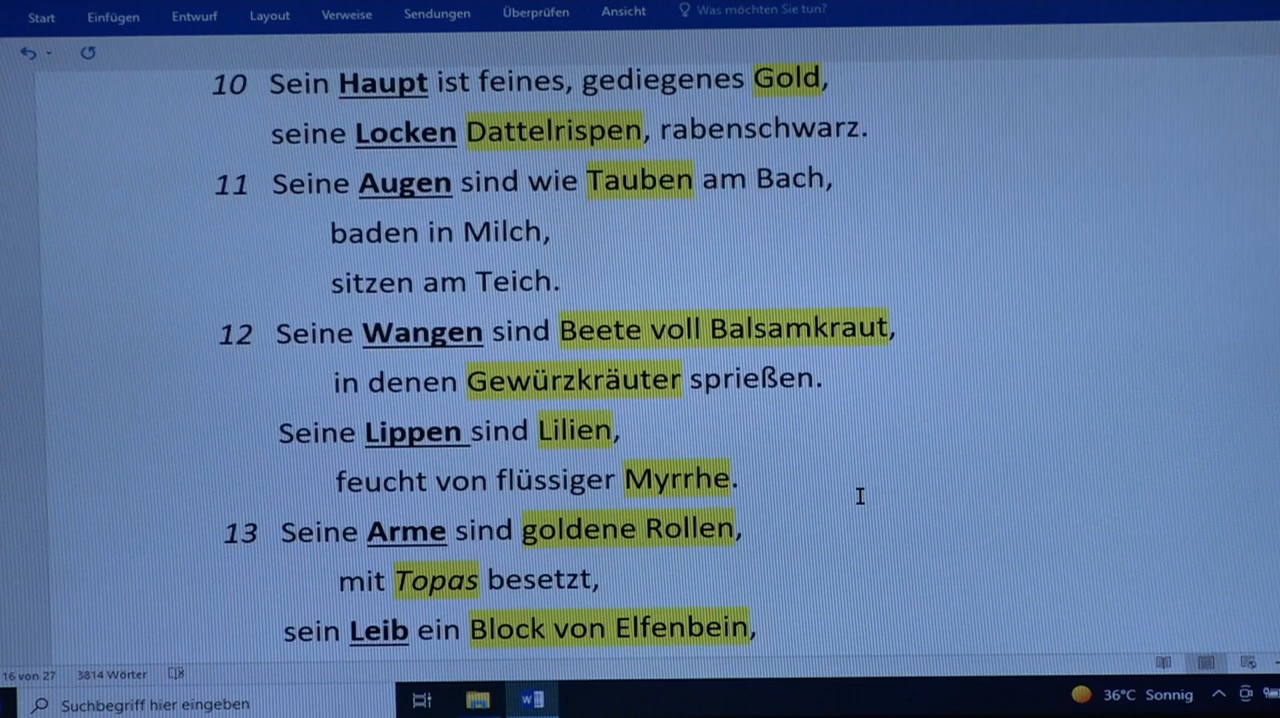 Start Einfügen Entwurf Layout Verweise Sendungen Überprüfen Ansicht Was möchten Sie tun?
10 Sein Haupt ist feines, gediegenes Gold,
seine Locken Dattelrispen, rabenschwarz.
11 Seine Augen sind wie Tauben am Bach,
baden in Milch,
sitzen am Teich.
12 Seine Wangen sind Beete voll Balsamkraut,
in denen Gewürzkräuter sprießen.
Seine Lippen sind Lilien,
feucht von flüssiger Myrrhe.
13 Seine Arme sind goldene Rollen,
mit Topas besetzt,
sein Leib ein Block von Elfenbein,
16 von 27 3814 Wörter
Suchbegriff hier eingeben 36°C Sonnig